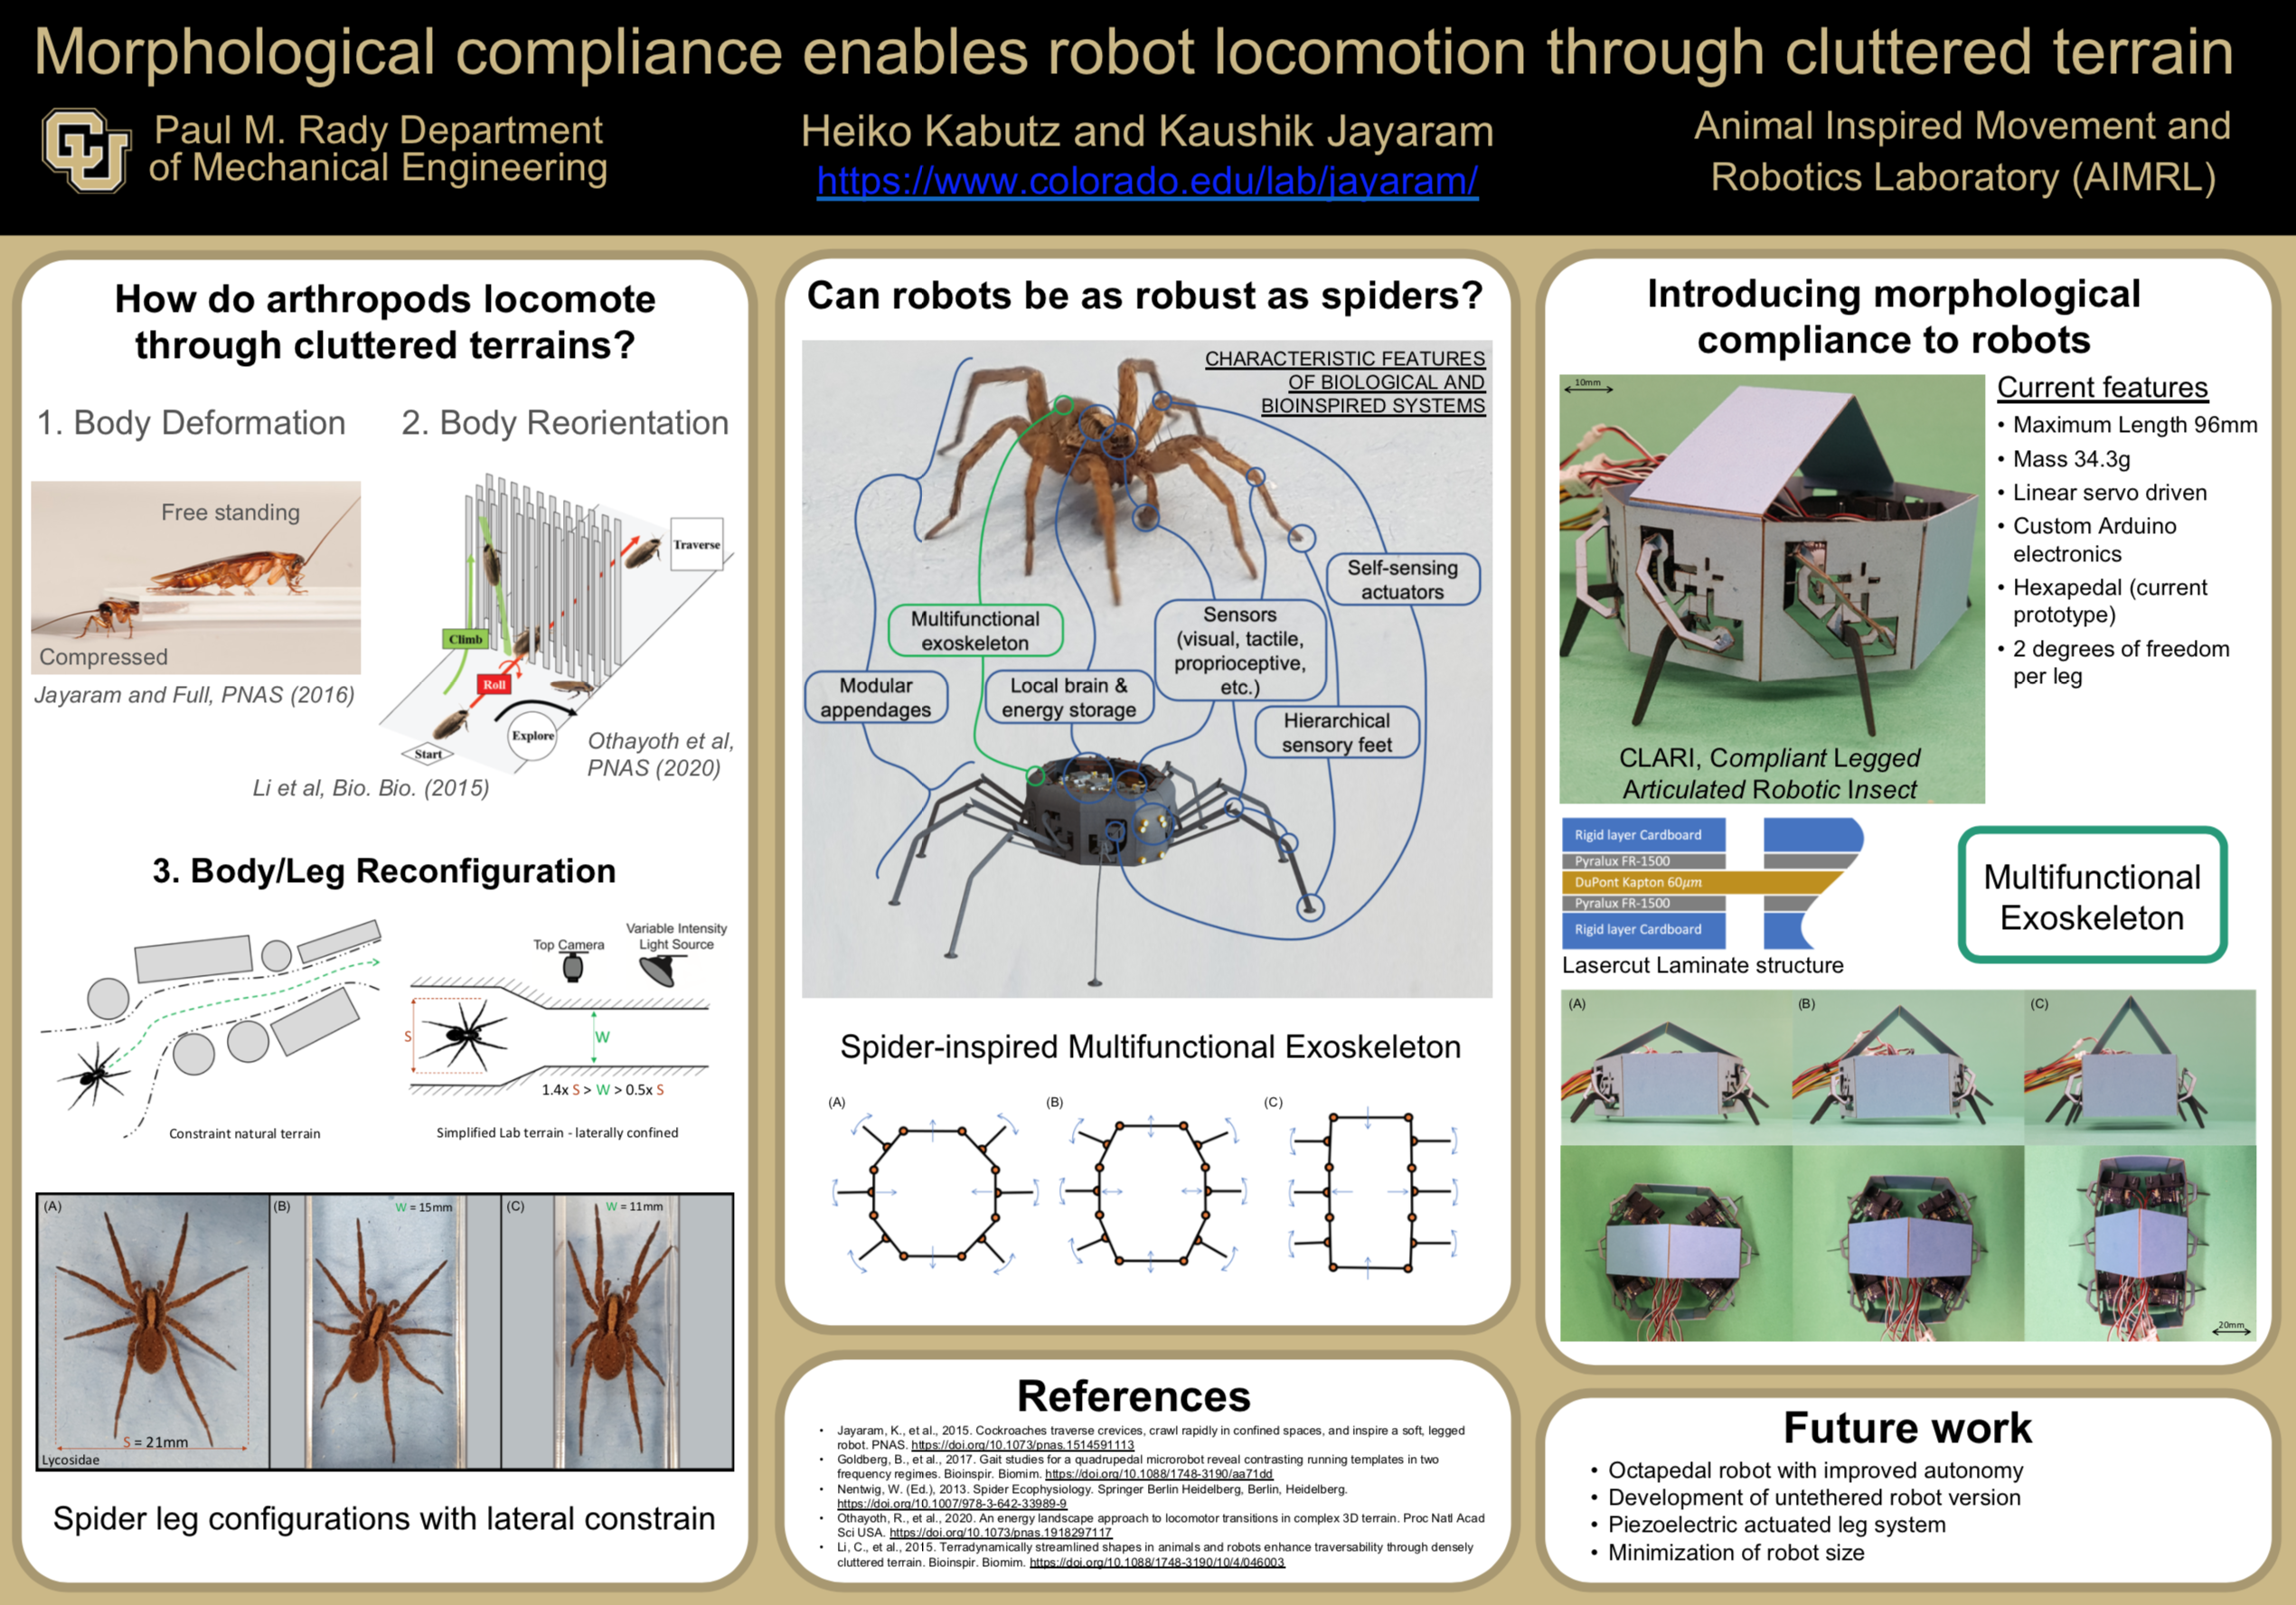 Morphological compliance enables robot locomotion through cluttered terrain
CU
Paul M. Rady Department
of Mechanical Engineering
Heiko Kabutz and Kaushik Jayaram
https://www.colorado.edu/lab/jayaram/
Animal Inspired Movement and
Robotics Laboratory (AIMRL)
How do arthropods locomote
through cluttered terrains?
1. Body Deformation
Free standing
Compressed
Jayaram and Full, PNAS (2016)
2. Body Reorientation
Traverse
Climb
Roll
Explore
Start
Othayoth et al,
PNAS (2020)
Li et al, Bio. Bio. (2015)
3. Body/Leg Reconfiguration
Constraint natural terrain
Top Camera
Variable Intensity
Light Source
S
W
1.4x S > W > 0.5x S
Simplified Lab terrain - laterally confined
(A)
S = 21mm
Lycosidae
(B)
W = 15mm
(C)
W = 11mm
Spider leg configurations with lateral constrain
Can robots be as robust as spiders?
CHARACTERISTIC FEATURES
OF BIOLOGICAL AND
BIOINSPIRED SYSTEMS
Self-sensing
actuators
Multifunctional
exoskeleton
Sensors
(visual, tactile,
proprioceptive,
etc.)
Modular
appendages
Local brain &
energy storage
Hierarchical
sensory feet
Spider-inspired Multifunctional Exoskeleton
(A)
(B)
(C)
References
• Jayaram, K., et al., 2015. Cockroaches traverse crevices, crawl rapidly in confined spaces, and inspire a soft, legged
robot. PNAS. https://doi.org/10.1073/pnas.1514591113
• Goldberg, B., et al., 2017. Gait studies for a quadrupedal microrobot reveal contrasting running templates in two
frequency regimes. Bioinspir. Biomim. https://doi.org/10.1088/1748-3190/aa71dd
• Nentwig, W. (Ed.), 2013. Spider Ecophysiology. Springer Berlin Heidelberg, Berlin, Heidelberg.
https://doi.org/10.1007/978-3-642-33989-9
• Othayoth, R., et al., 2020. An energy landscape approach to locomotor transitions in complex 3D terrain. Proc Natl Acad
Sci USA. https://doi.org/10.1073/pnas.1918297117
• Li, C., et al., 2015. Terradynamically streamlined shapes in animals and robots enhance traversability through densely
cluttered terrain. Bioinspir. Biomim. https://doi.org/10.1088/1748-3190/10/4/046003
Introducing morphological
compliance to robots
10mm
CLARI, Compliant Legged
Articulated Robotic Insect
Current features
• Maximum Length 96mm
• Mass 34.3g
• Linear servo driven
• Custom Arduino
electronics
• Hexapedal (current
prototype)
• 2 degrees of freedom
per leg
Rigid layer Cardboard
Pyralux FR-1500
DuPont Kapton 60µm
Pyralux FR-1500
Rigid layer Cardboard
Lasercut Laminate structure
Multifunctional
Exoskeleton
(A)
(B)
(C)
20mm
Future work
• Octapedal robot with improved autonomy
• Development of untethered robot version
• Piezoelectric actuated leg system
• Minimization of robot size